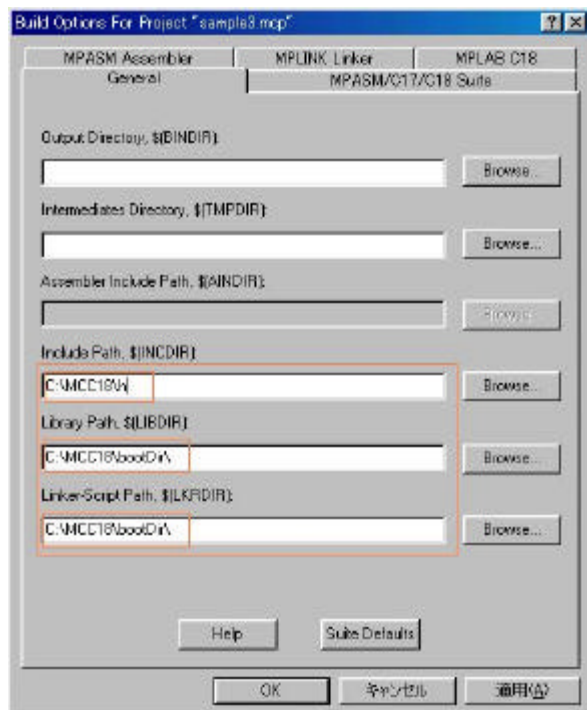 Build Options For Project "sample3.mcp"
MPASM Assembler MPLINK Linker MPLAB C18
General MPASM/C17/C18 Suite
Output Directory, $(BINDIR):
Browse...
Intermediates Directory, $(TMPDIR):
Browse...
Assembler Include Path, $(AINDIR):
Browse...
Include Path, $(INCDIR):
C:\MCC18\h Browse...
Library Path, $(LIBDIR):
C:\MCC18\bootDir\ Browse...
Linker-Script Path, $(LKRDIR):
C:\MCC18\bootDir\ Browse...
Help Suite Defaults
OK キャンセル 適用(A)